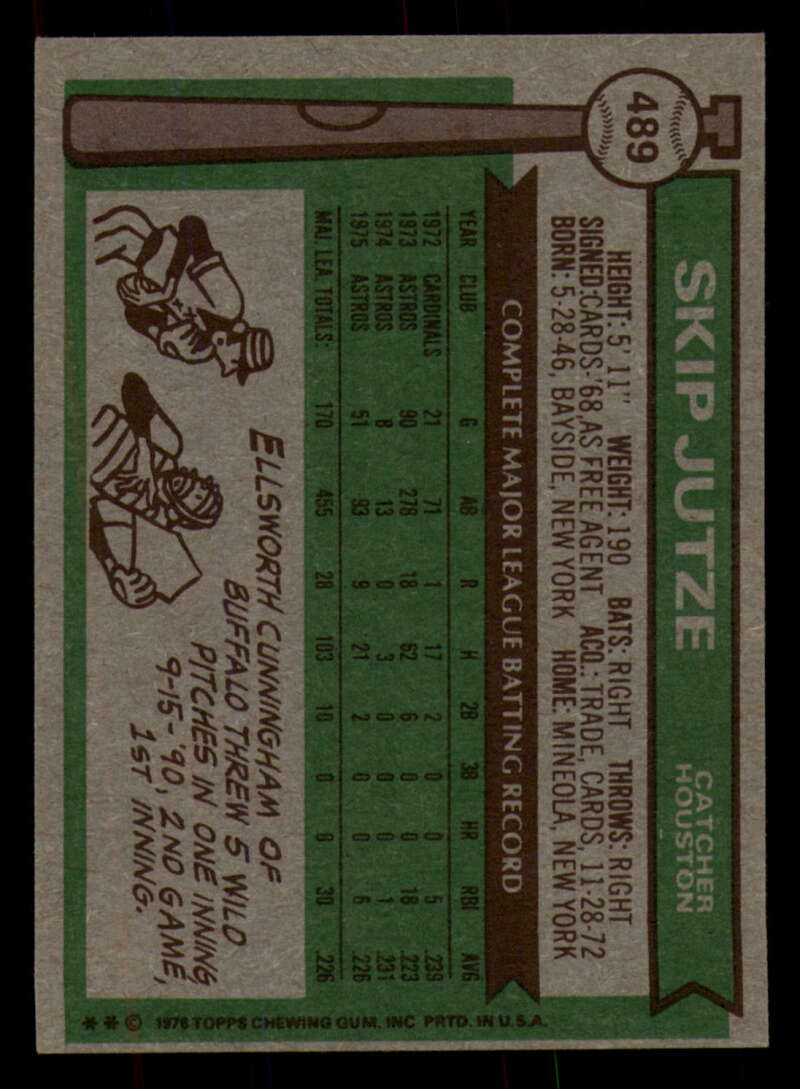 489
SKIP JUTZE
CATCHER
HOUSTON
HEIGHT: 5' 11" WEIGHT: 190 BATS: RIGHT THROWS: RIGHT
SIGNED: CARDS-'68 AS FREE AGENT ACQ.: TRADE, CARDS, 11-28-72
BORN: 5-28-46, BAYSIDE, NEW YORK HOME: MINEOLA, NEW YORK
COMPLETE MAJOR LEAGUE BATTING RECORD
YEAR CLUB G AB R H 2B 3B HR RBI AVG
1972 CARDINALS 21 71 1 17 2 0 0 5 .239
1973 ASTROS 90 278 18 62 6 0 0 18 .223
1974 ASTROS 8 13 0 3 0 0 0 1 .231
1975 ASTROS 51 93 9 21 2 0 0 6 .226
MAJ. LEA. TOTALS: 170 455 28 103 10 0 0 30 .226
ELLSWORTH CUNNINGHAM OF
BUFFALO THREW 5 WILD
PITCHES IN ONE INNING
9-15-'90, 2ND GAME,
1ST INNING.
* * © 1976 TOPPS CHEWING GUM, INC PRTD. IN U.S.A.